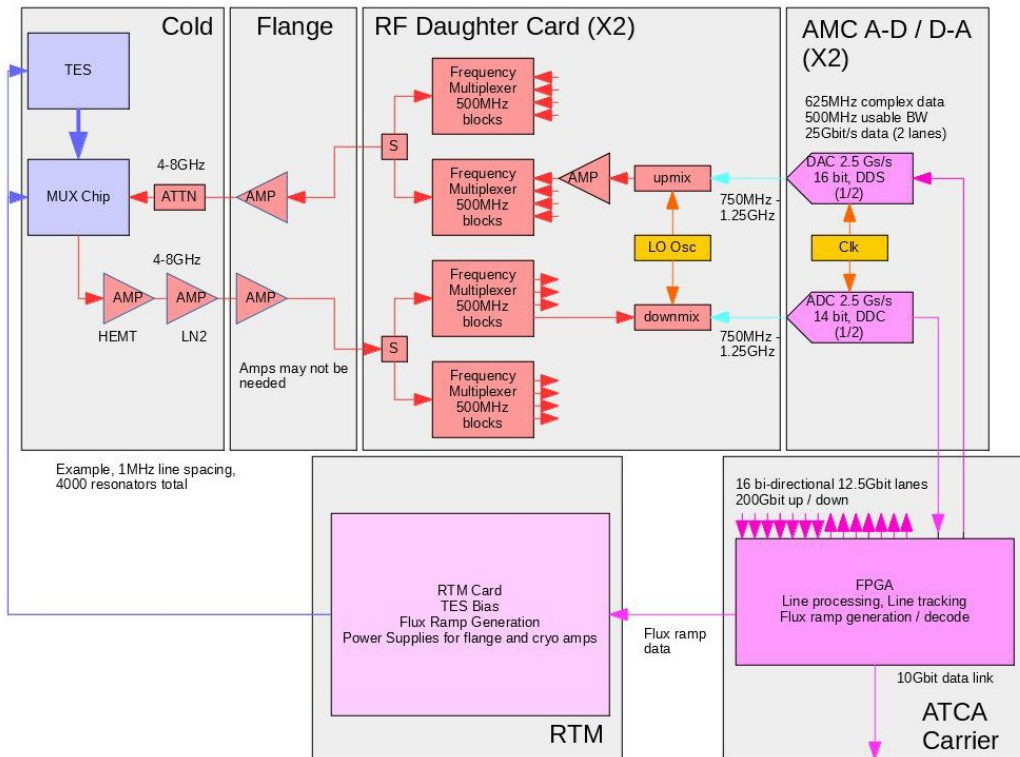 Cold
Flange
RF Daughter Card (X2)
AMC A-D / D-A
(X2)
TES
MUX Chip
4-8GHz
ATTN
AMP
4-8GHz
AMP
AMP
AMP
HEMT
LN2
Amps may not be
needed
S
S
Frequency
Multiplexer
500MHz
blocks
Frequency
Multiplexer
500MHz
blocks
Frequency
Multiplexer
500MHz
blocks
Frequency
Multiplexer
500MHz
blocks
AMP
upmix
LO Osc
downmix
750MHz -
1.25GHz
750MHz -
1.25GHz
625MHz complex data
500MHz usable BW
25Gbit/s data (2 lanes)
DAC 2.5 Gs/s
16 bit, DDS
(1/2)
Clk
ADC 2.5 Gs/s
14 bit, DDC
(1/2)
Example, 1MHz line spacing,
4000 resonators total
RTM Card
TES Bias
Flux Ramp Generation
Power Supplies for flange and cryo amps
RTM
Flux ramp
data
16 bi-directional 12.5Gbit lanes
200Gbit up / down
FPGA
Line processing, Line tracking
Flux ramp generation / decode
10Gbit data link
ATCA
Carrier